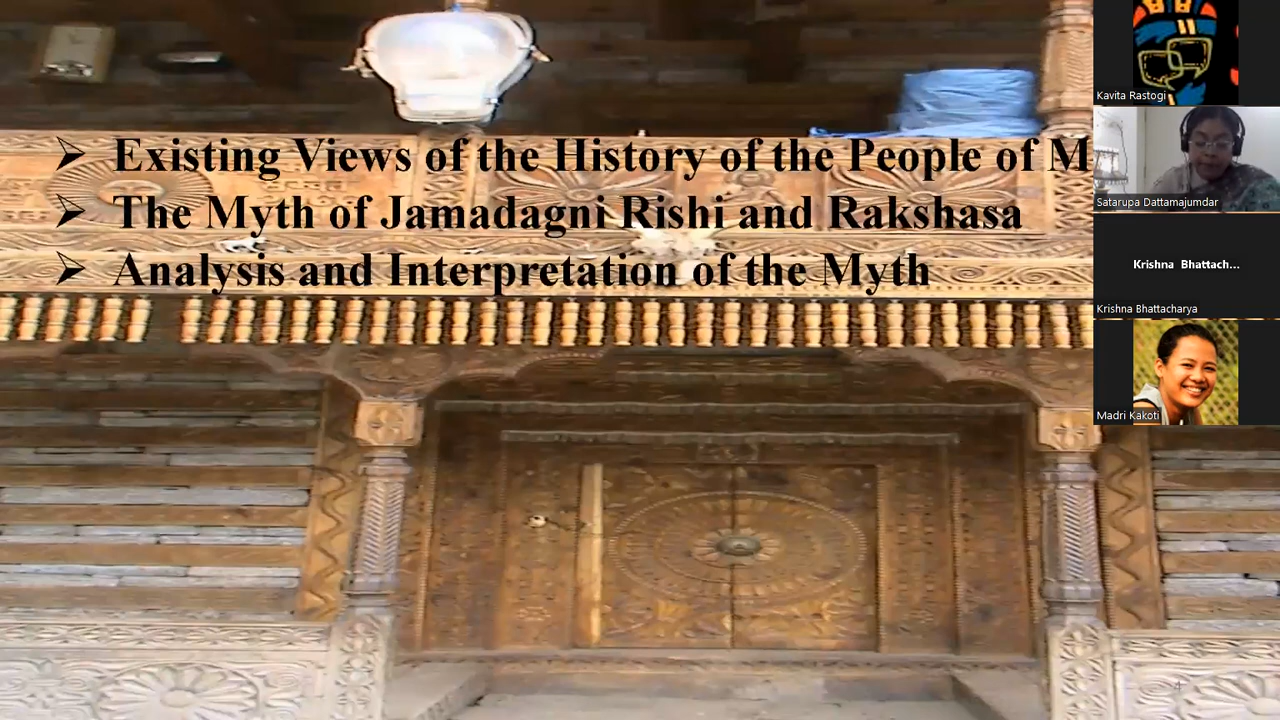 ➢ Existing Views of the History of the People of M
➢ The Myth of Jamadagni Rishi and Rakshasa
➢ Analysis and Interpretation of the Myth
Kavita Rastogi
Satarupa Dattamajumdar
Krishna Bhattach...
Krishna Bhattacharya
Madri Kakoti
4